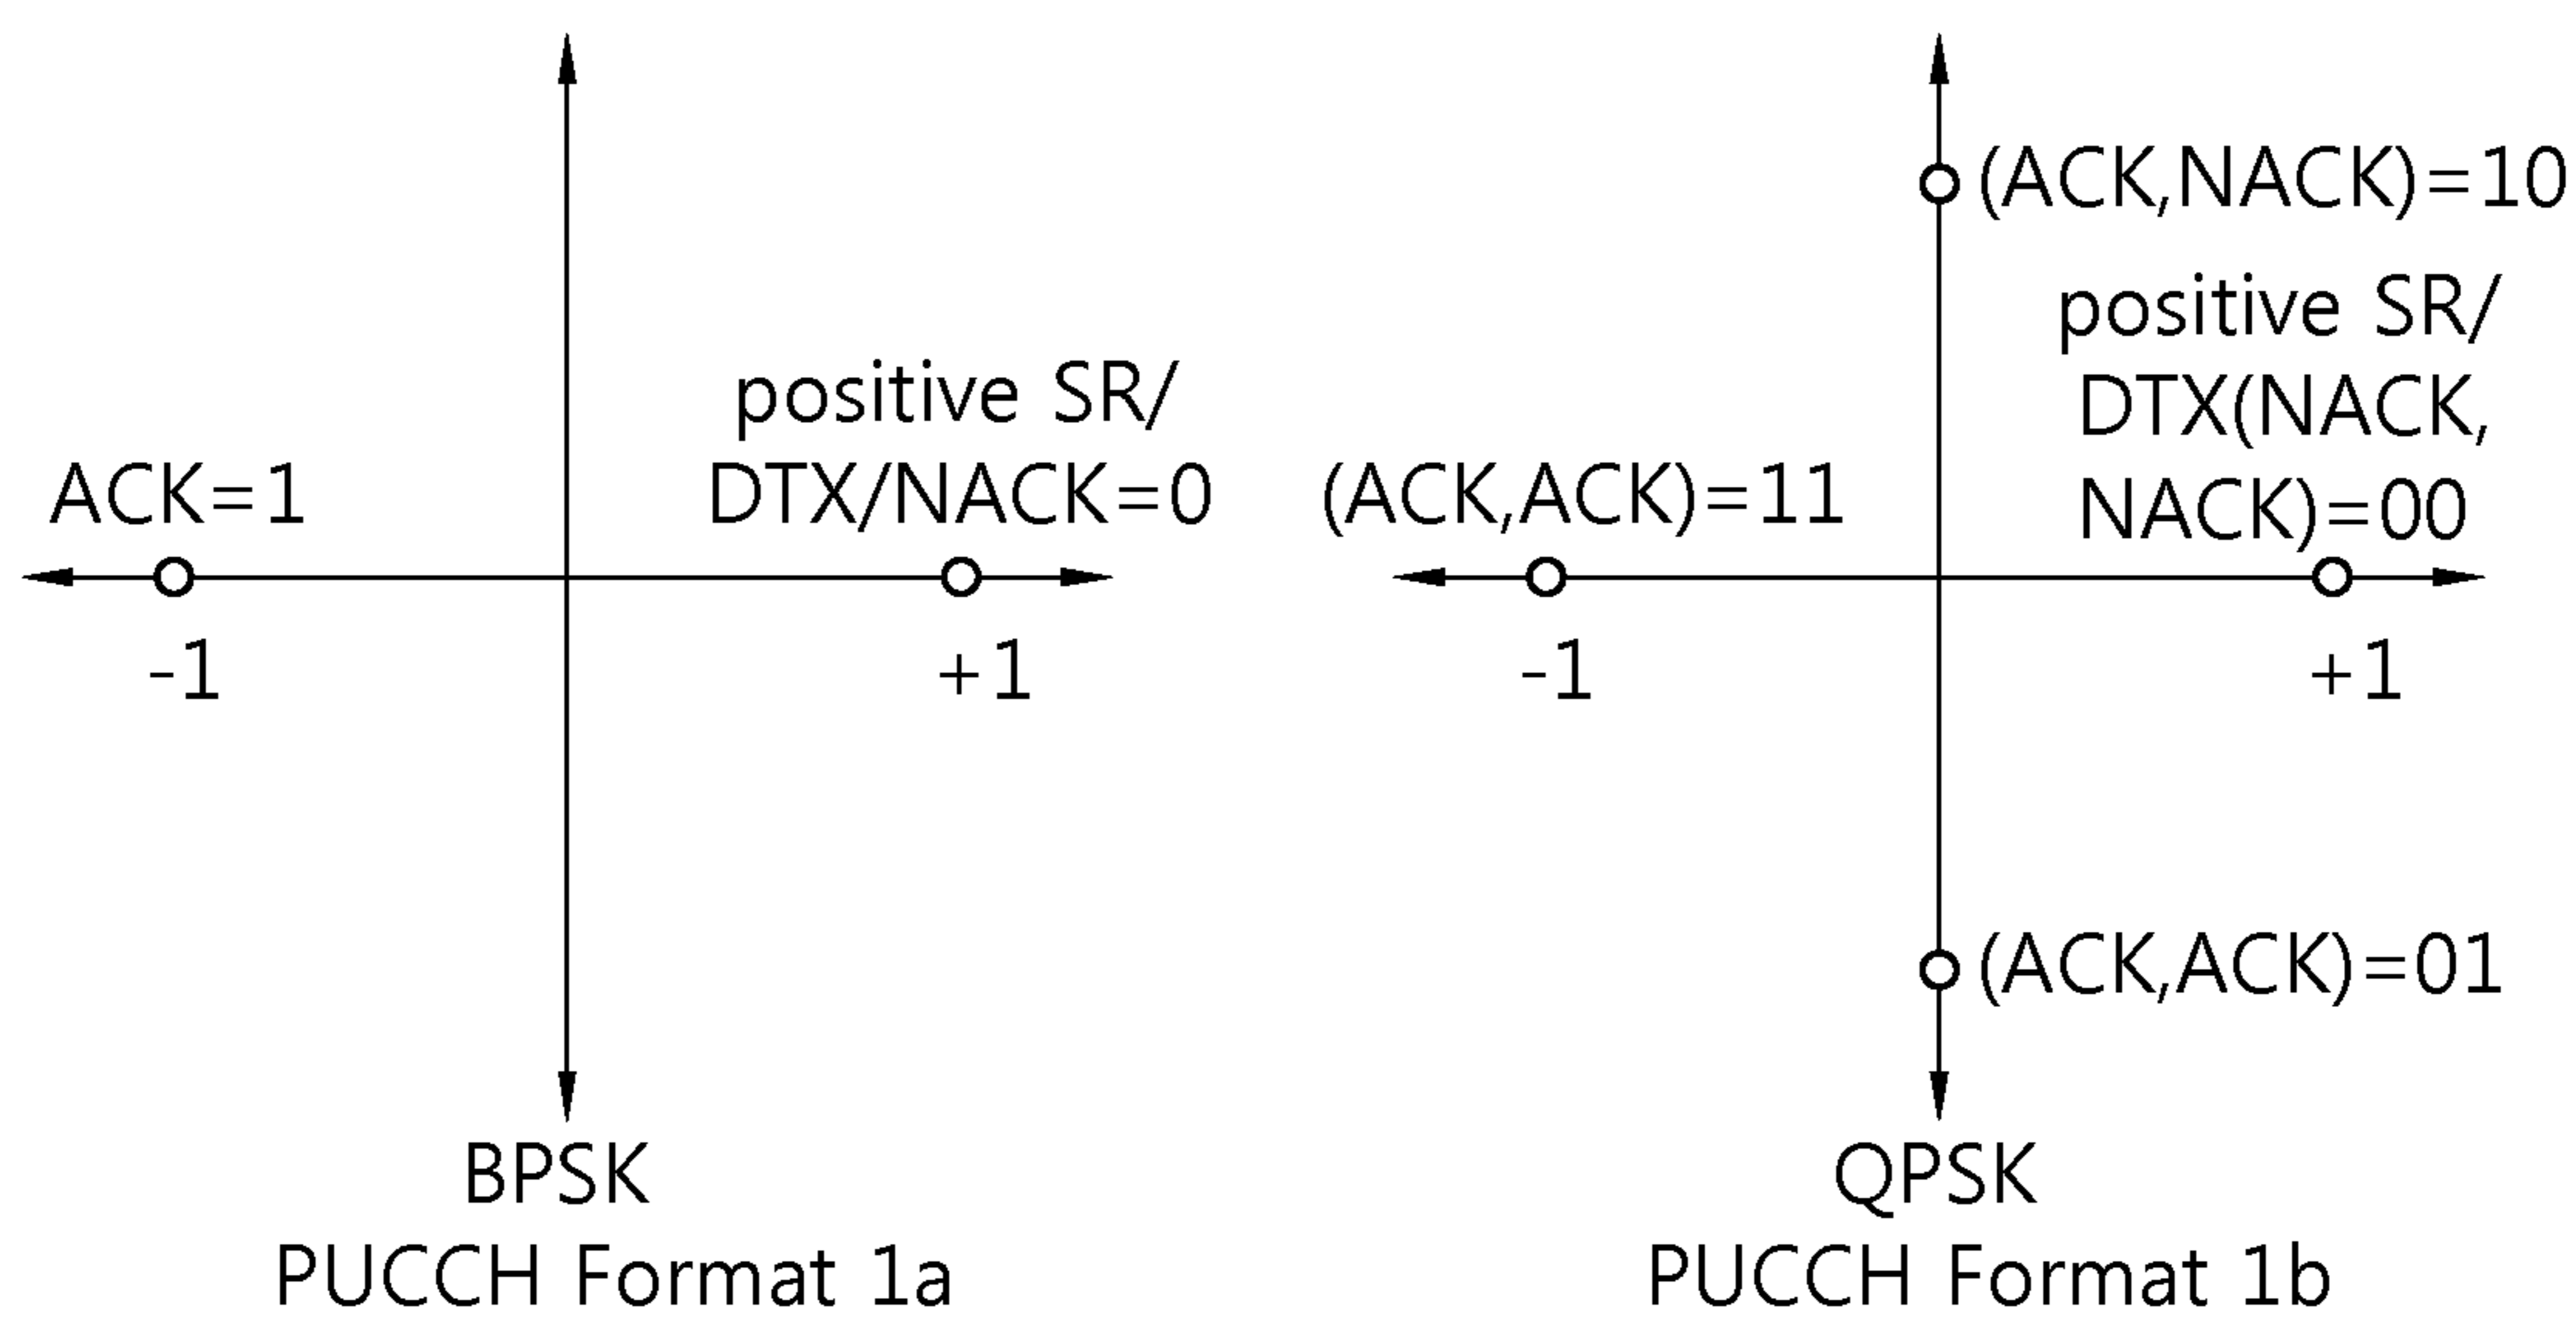 positive SR/
DTX/NACK=0
ACK=1
-1
+1
BPSK
PUCCH Format 1a
(ACK,NACK)=10
positive SR/
DTX(NACK,
NACK)=00
(ACK,ACK)=11
-1
+1
(ACK,ACK)=01
QPSK
PUCCH Format 1b